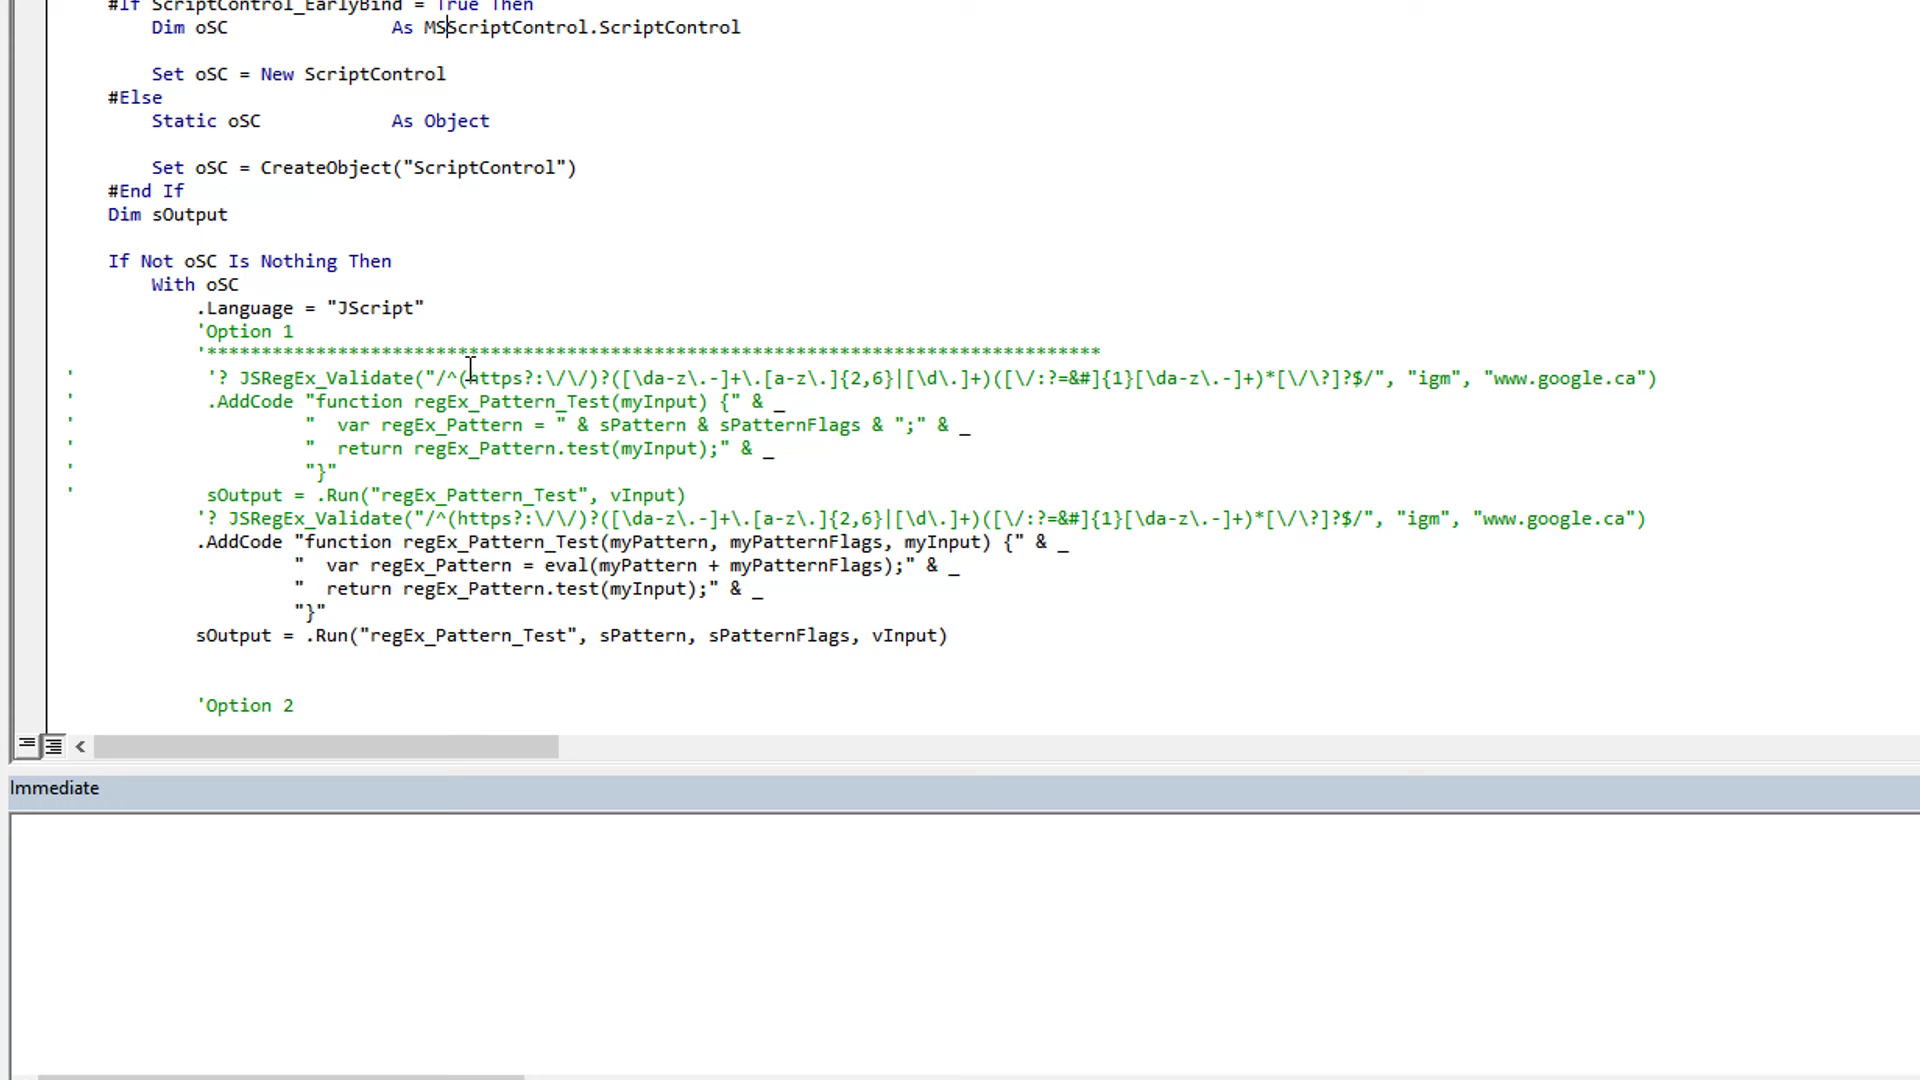 #If ScriptControl_EarlyBind = True Then
Dim oSC As MSScriptControl.ScriptControl
Set oSC = New ScriptControl
#Else
Static oSC As Object
Set oSC = CreateObject("ScriptControl")
#End If
Dim sOutput
If Not oSC Is Nothing Then
With oSC
.Language = "JScript"
'Option 1
'**********************************************************************************
' '? JSRegEx_Validate("/^(https?:\/\/)?([\da-z\.-]+\.[a-z\.]{2,6}|[\d\.]+)([\/:?=&#]{1}[\da-z\.-]+)*[\/\?]?$/", "igm", "www.google.ca")
' .AddCode "function regEx_Pattern_Test(myInput) {" & _
' " var regEx_Pattern = " & sPattern & sPatternFlags & ";" & _
' " return regEx_Pattern.test(myInput);" & _
' "}"
' sOutput = .Run("regEx_Pattern_Test", vInput)
'? JSRegEx_Validate("/^(https?:\/\/)?([\da-z\.-]+\.[a-z\.]{2,6}|[\d\.]+)([\/:?=&#]{1}[\da-z\.-]+)*[\/\?]?$/", "igm", "www.google.ca")
.AddCode "function regEx_Pattern_Test(myPattern, myPatternFlags, myInput) {" & _
" var regEx_Pattern = eval(myPattern + myPatternFlags);" & _
" return regEx_Pattern.test(myInput);" & _
"}"
sOutput = .Run("regEx_Pattern_Test", sPattern, sPatternFlags, vInput)
'Option 2
Immediate